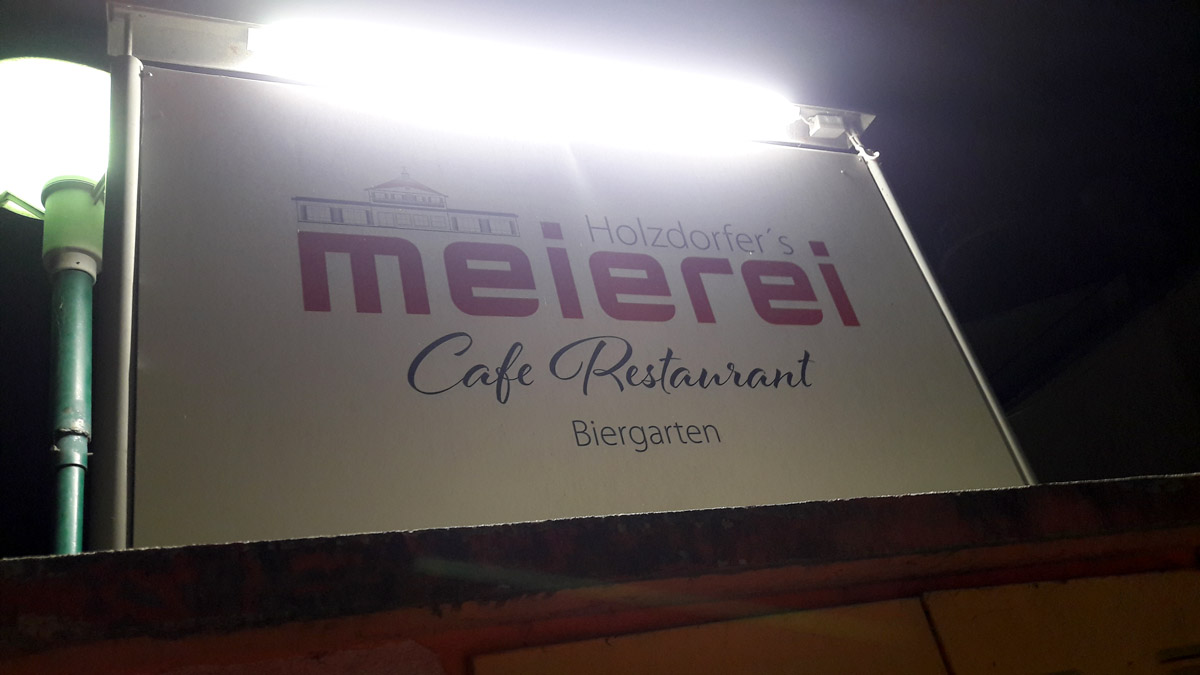 Holzdorfer´s
meierei
Cafe Restaurant
Biergarten